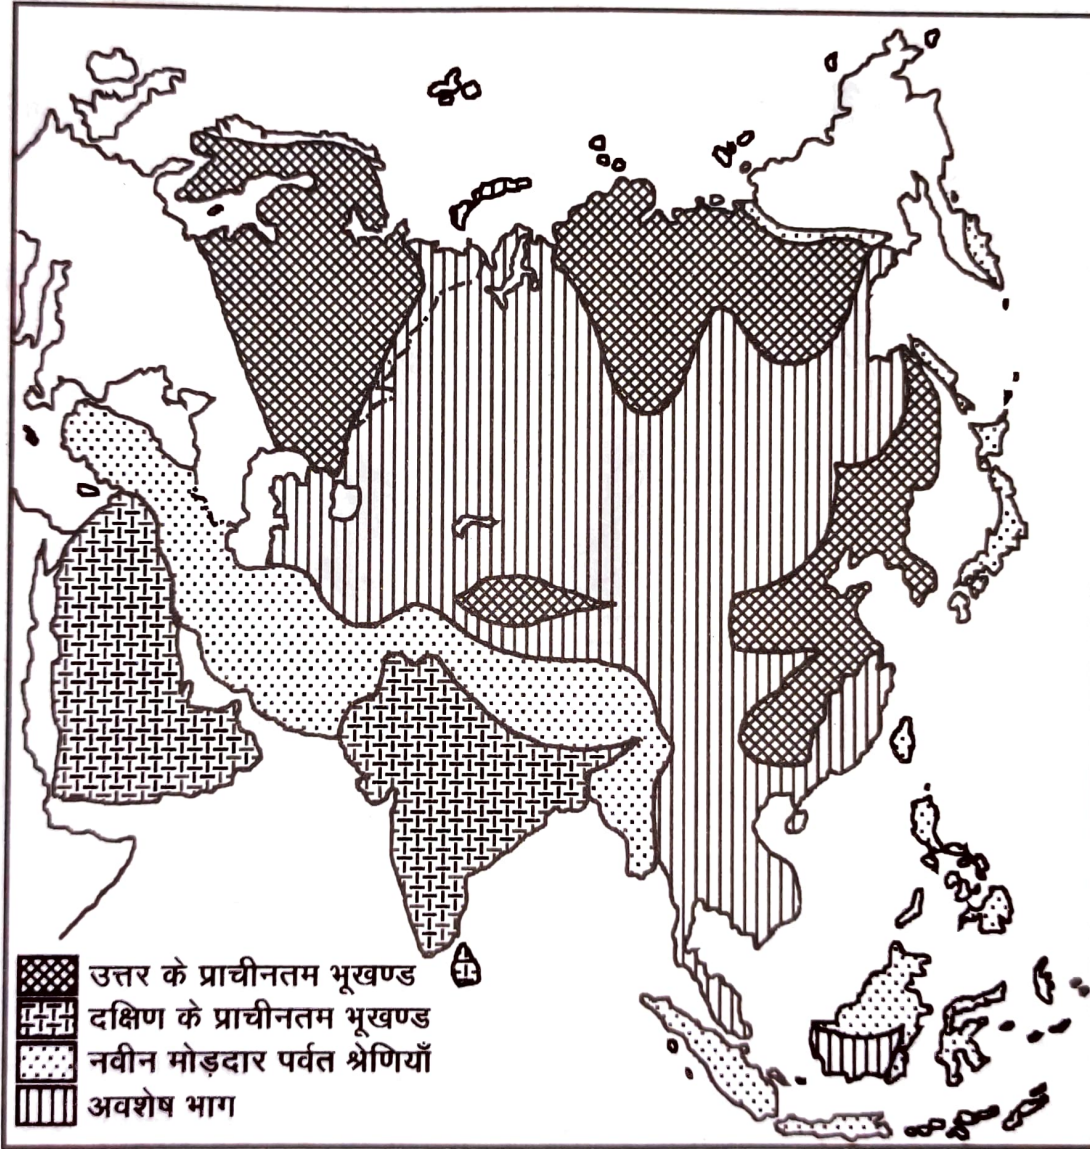 उत्तर के प्राचीनतम भूखण्ड
दक्षिण के प्राचीनतम भूखण्ड
नवीन मोड़दार पर्वत श्रेणियाँ
अवशेष भाग